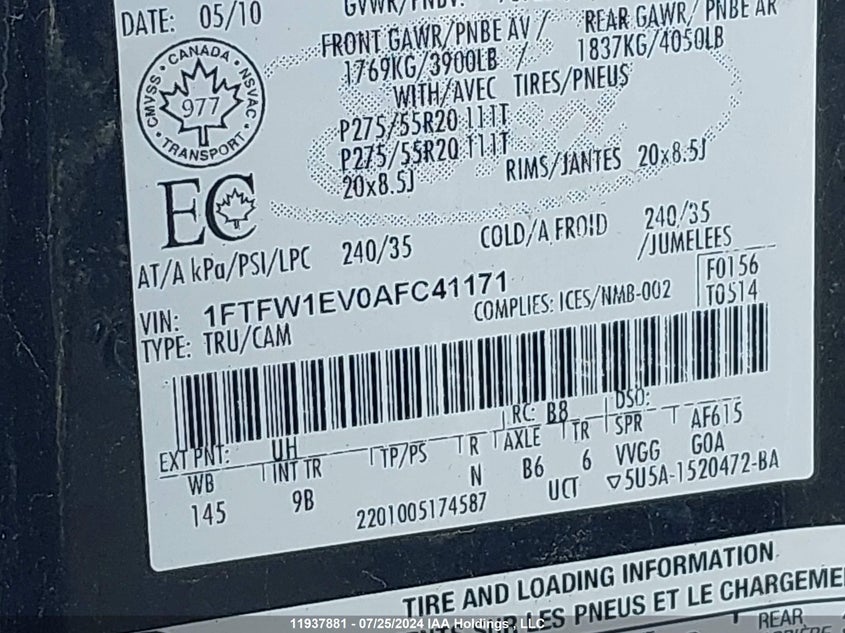 DATE: 05/10
GVWR/PNBV:
FRONT GAWR/PNBE AV / REAR GAWR/ PNBE AR
1769KG/3900LB / 1837KG/4050LB
WITH/AVEC TIRES/PNEUS
P275/55R20 111T
P275/55R20 111T
20x8.5J RIMS/JANTES 20x8.5J
CMVSS • CANADA • NSVAC • TRANSPORT •
977
EC
AT/A kPa/PSI/LPC 240/35 COLD/A FROID 240/35
/JUMELEES
VIN: 1FTFW1EV0AFC41171 F0156
TYPE: TRU/CAM COMPLIES: ICES/NMB-002 T0514
EXT PNT: UH RC: B8 DSO:
WB INT TR TP/PS R AXLE TR SPR AF615
145 9B N B6 6 VVGG G0A
2201005174587 UCT ▽5U5A-1520472-BA
TIRE AND LOADING INFORMATION
SUR LES PNEUS ET LE CHARGEME
REAR
11937881 - 07/25/2024 IAA Holdings , LLC